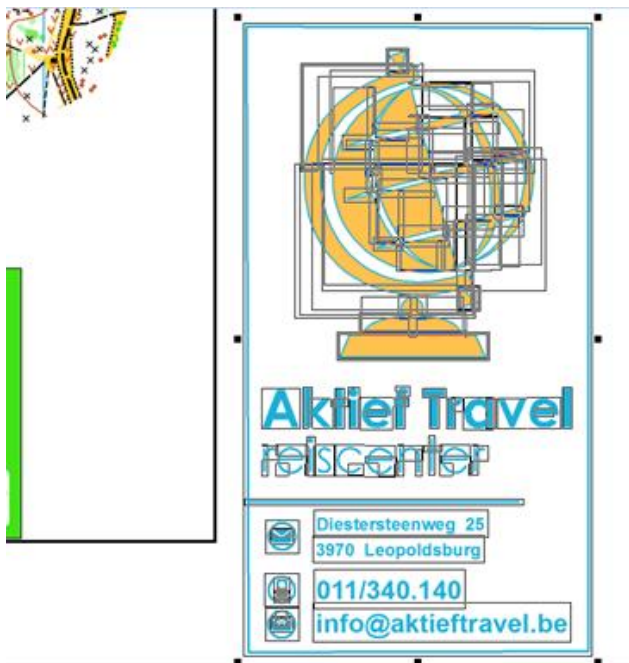 Aktief Travel
reiscenter
Diestersteenweg 25
3970 Leopoldsburg
011/340.140
info@aktieftravel.be